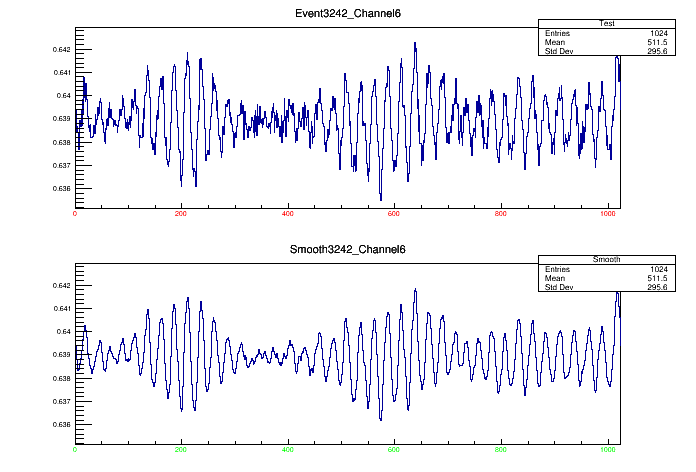 Event3242_Channel6
Test
Entries 1024
Mean 511.5
Std Dev 295.6
0.642
0.641
0.64
0.639
0.638
0.637
0.636
0 200 400 600 800 1000
Smooth3242_Channel6
Smooth
Entries 1024
Mean 511.5
Std Dev 295.6
0.642
0.641
0.64
0.639
0.638
0.637
0.636
0 200 400 600 800 1000